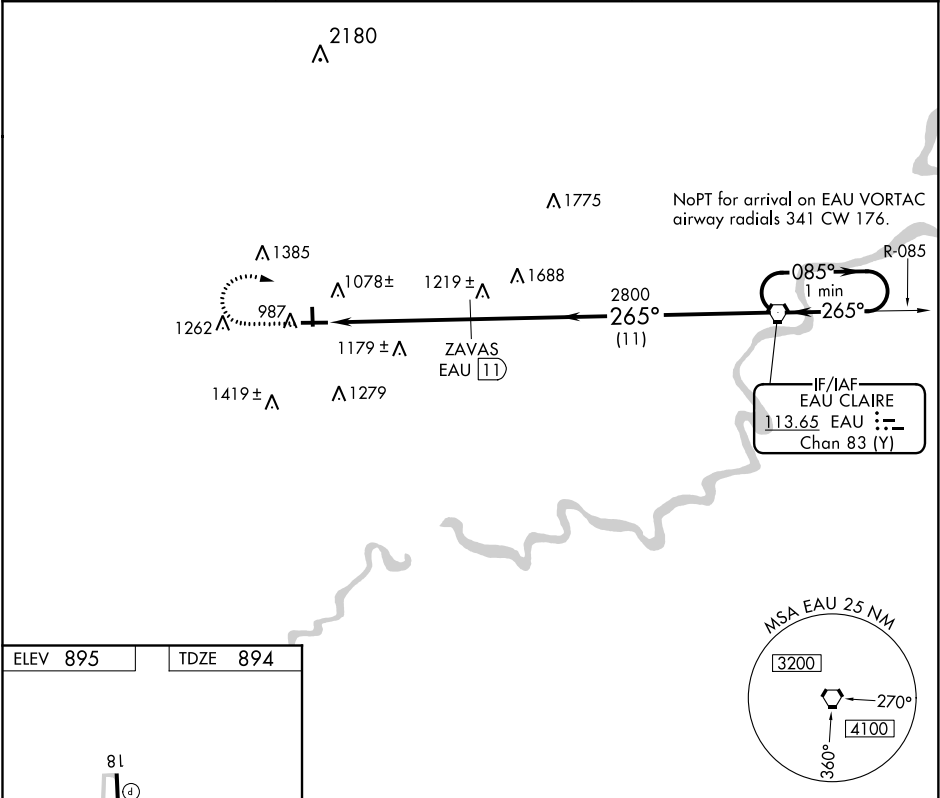 2180
1775
NoPT for arrival on EAU VORTAC
airway radials 341 CW 176.
R-085
1385
085°
1 min
265°
1078±
1219 ±
1688
2800
265°
(11)
987
1262
1179 ±
ZAVAS
EAU 11
1419 ±
1279
IF/IAF
EAU CLAIRE
113.65 EAU
Chan 83 (Y)
MSA EAU 25 NM
3200
270°
4100
360°
ELEV 895
TDZE 894
18
P